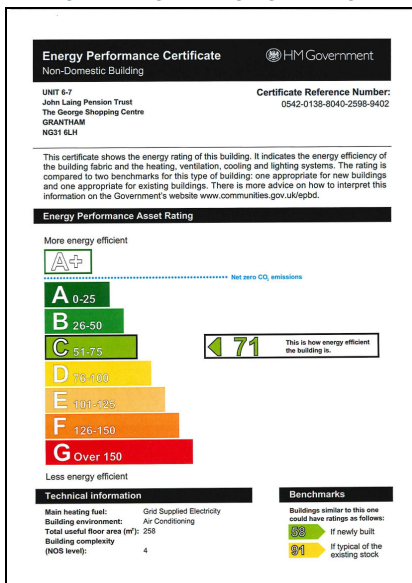 Energy Performance Certificate
HM Government
Non-Domestic Building
UNIT 6-7
John Laing Pension Trust
The George Shopping Centre
GRANTHAM
NG31 6LH
Certificate Reference Number:
0542-0138-8040-2598-9402
This certificate shows the energy rating of this building. It indicates the energy efficiency of
the building fabric and the heating, ventilation, cooling and lighting systems. The rating is
compared to two benchmarks for this type of building: one appropriate for new buildings
and one appropriate for existing buildings. There is more advice on how to interpret this
information on the Government's website www.communities.gov.uk/epbd.
Energy Performance Asset Rating
More energy efficient
A+
Net zero CO₂ emissions
A 0-25
B 26-50
C 51-75
71
This is how energy efficient
the building is.
D 76-100
E 101-125
F 126-150
G Over 150
Less energy efficient
Technical information
Main heating fuel: Grid Supplied Electricity
Building environment: Air Conditioning
Total useful floor area (m²): 258
Building complexity
(NOS level): 4
Benchmarks
Buildings similar to this one
could have ratings as follows:
58 If newly built
91 If typical of the
existing stock